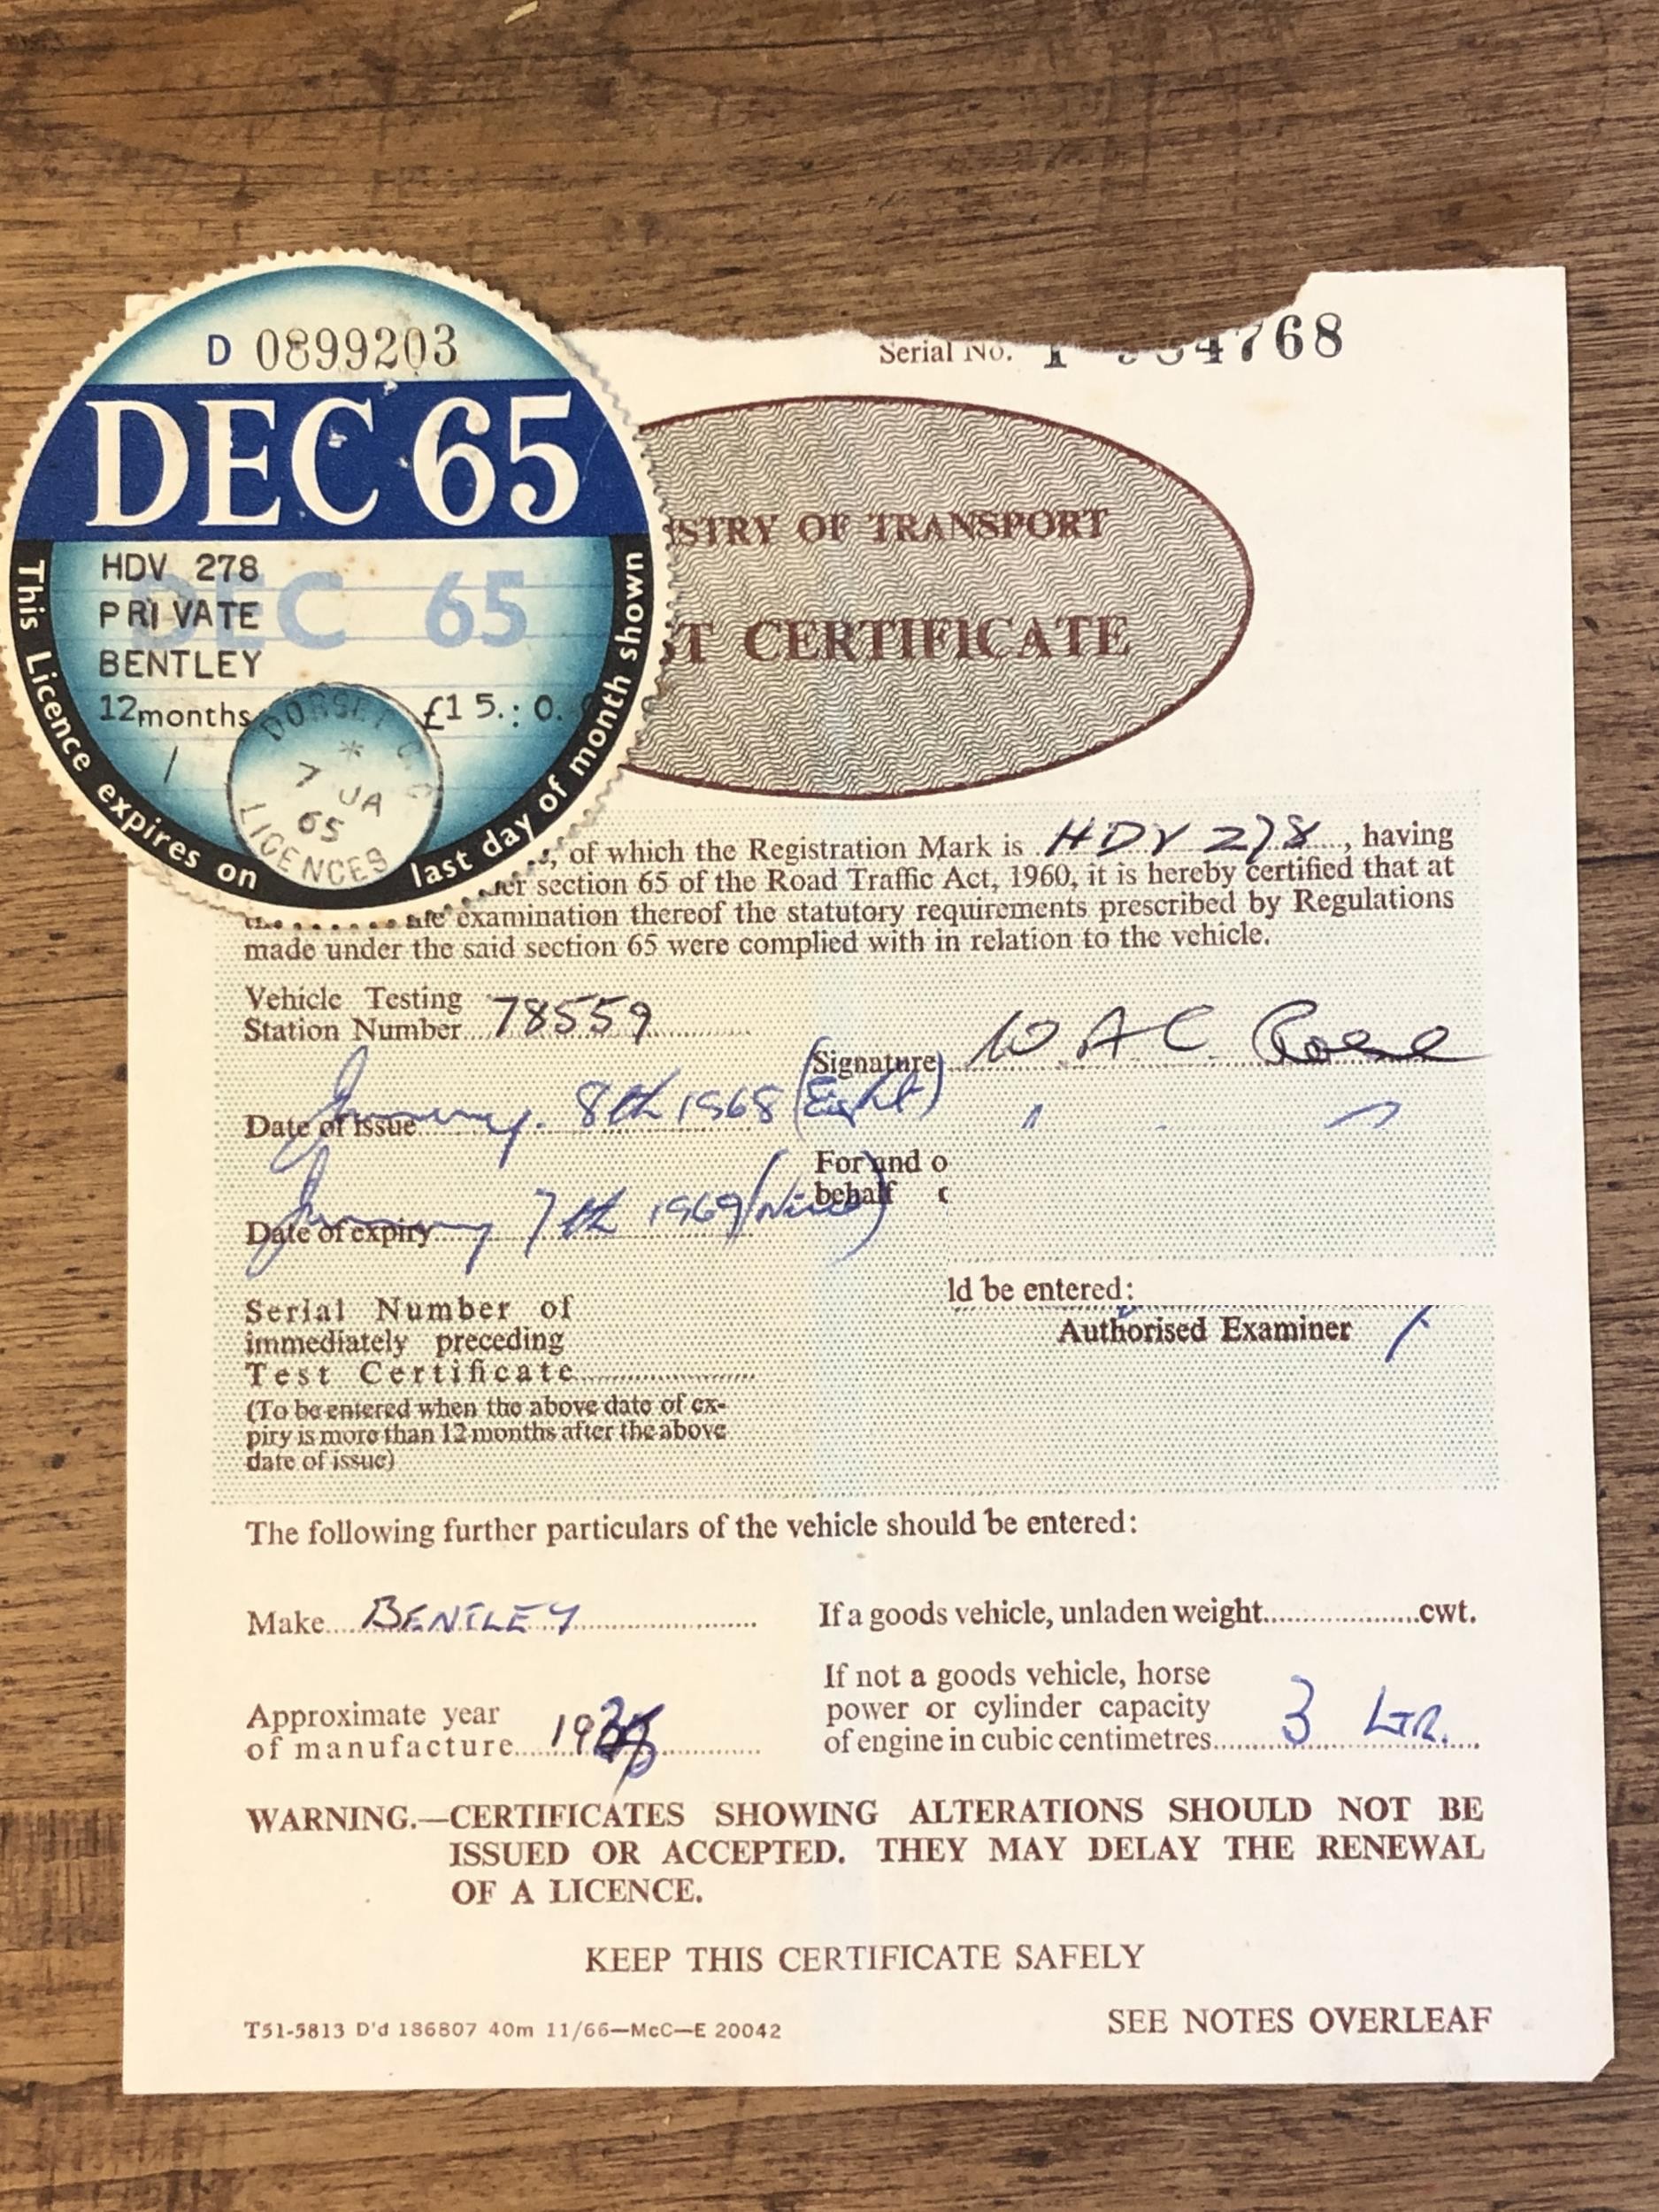 D 0899203
DEC 65
HDV 278
DEC 65
PRIVATE
BENTLEY
12months £15.: 0.
This Licence expires on last day of month shown
DORSET C.C
7 JA
65
LICENCES
Serial No. 4768
ISTRY OF TRANSPORT
T CERTIFICATE
of which the Registration Mark is HDV 278, having
section 65 of the Road Traffic Act, 1960, it is hereby certified that at
examination thereof the statutory requirements prescribed by Regulations
made under the said section 65 were complied with in relation to the vehicle.
Vehicle Testing
Station Number 78559
Signature W A C
Date of issue January 8th 1968 (Eight)
For and o
behalf
Date of expiry January 7th 1969
ld be entered:
Authorised Examiner
Serial Number of
immediately preceding
Test Certificate
(To be entered when the above date of ex-
piry is more than 12 months after the above
date of issue)
The following further particulars of the vehicle should be entered:
Make BENTLEY
If a goods vehicle, unladen weight cwt.
Approximate year
of manufacture
If not a goods vehicle, horse
power or cylinder capacity
of engine in cubic centimetres 3 LTR.
WARNING.—CERTIFICATES SHOWING ALTERATIONS SHOULD NOT BE
ISSUED OR ACCEPTED. THEY MAY DELAY THE RENEWAL
OF A LICENCE.
KEEP THIS CERTIFICATE SAFELY
T51-5813 D'd 186807 40m 11/66—McC—E 20042
SEE NOTES OVERLEAF